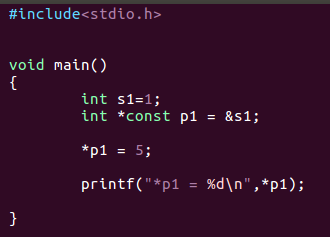 #include<stdio.h>
void main()
{
        int s1=1;
        int *const p1 = &s1;
        *p1 = 5;
        printf("*p1 = %d\n",*p1);
}